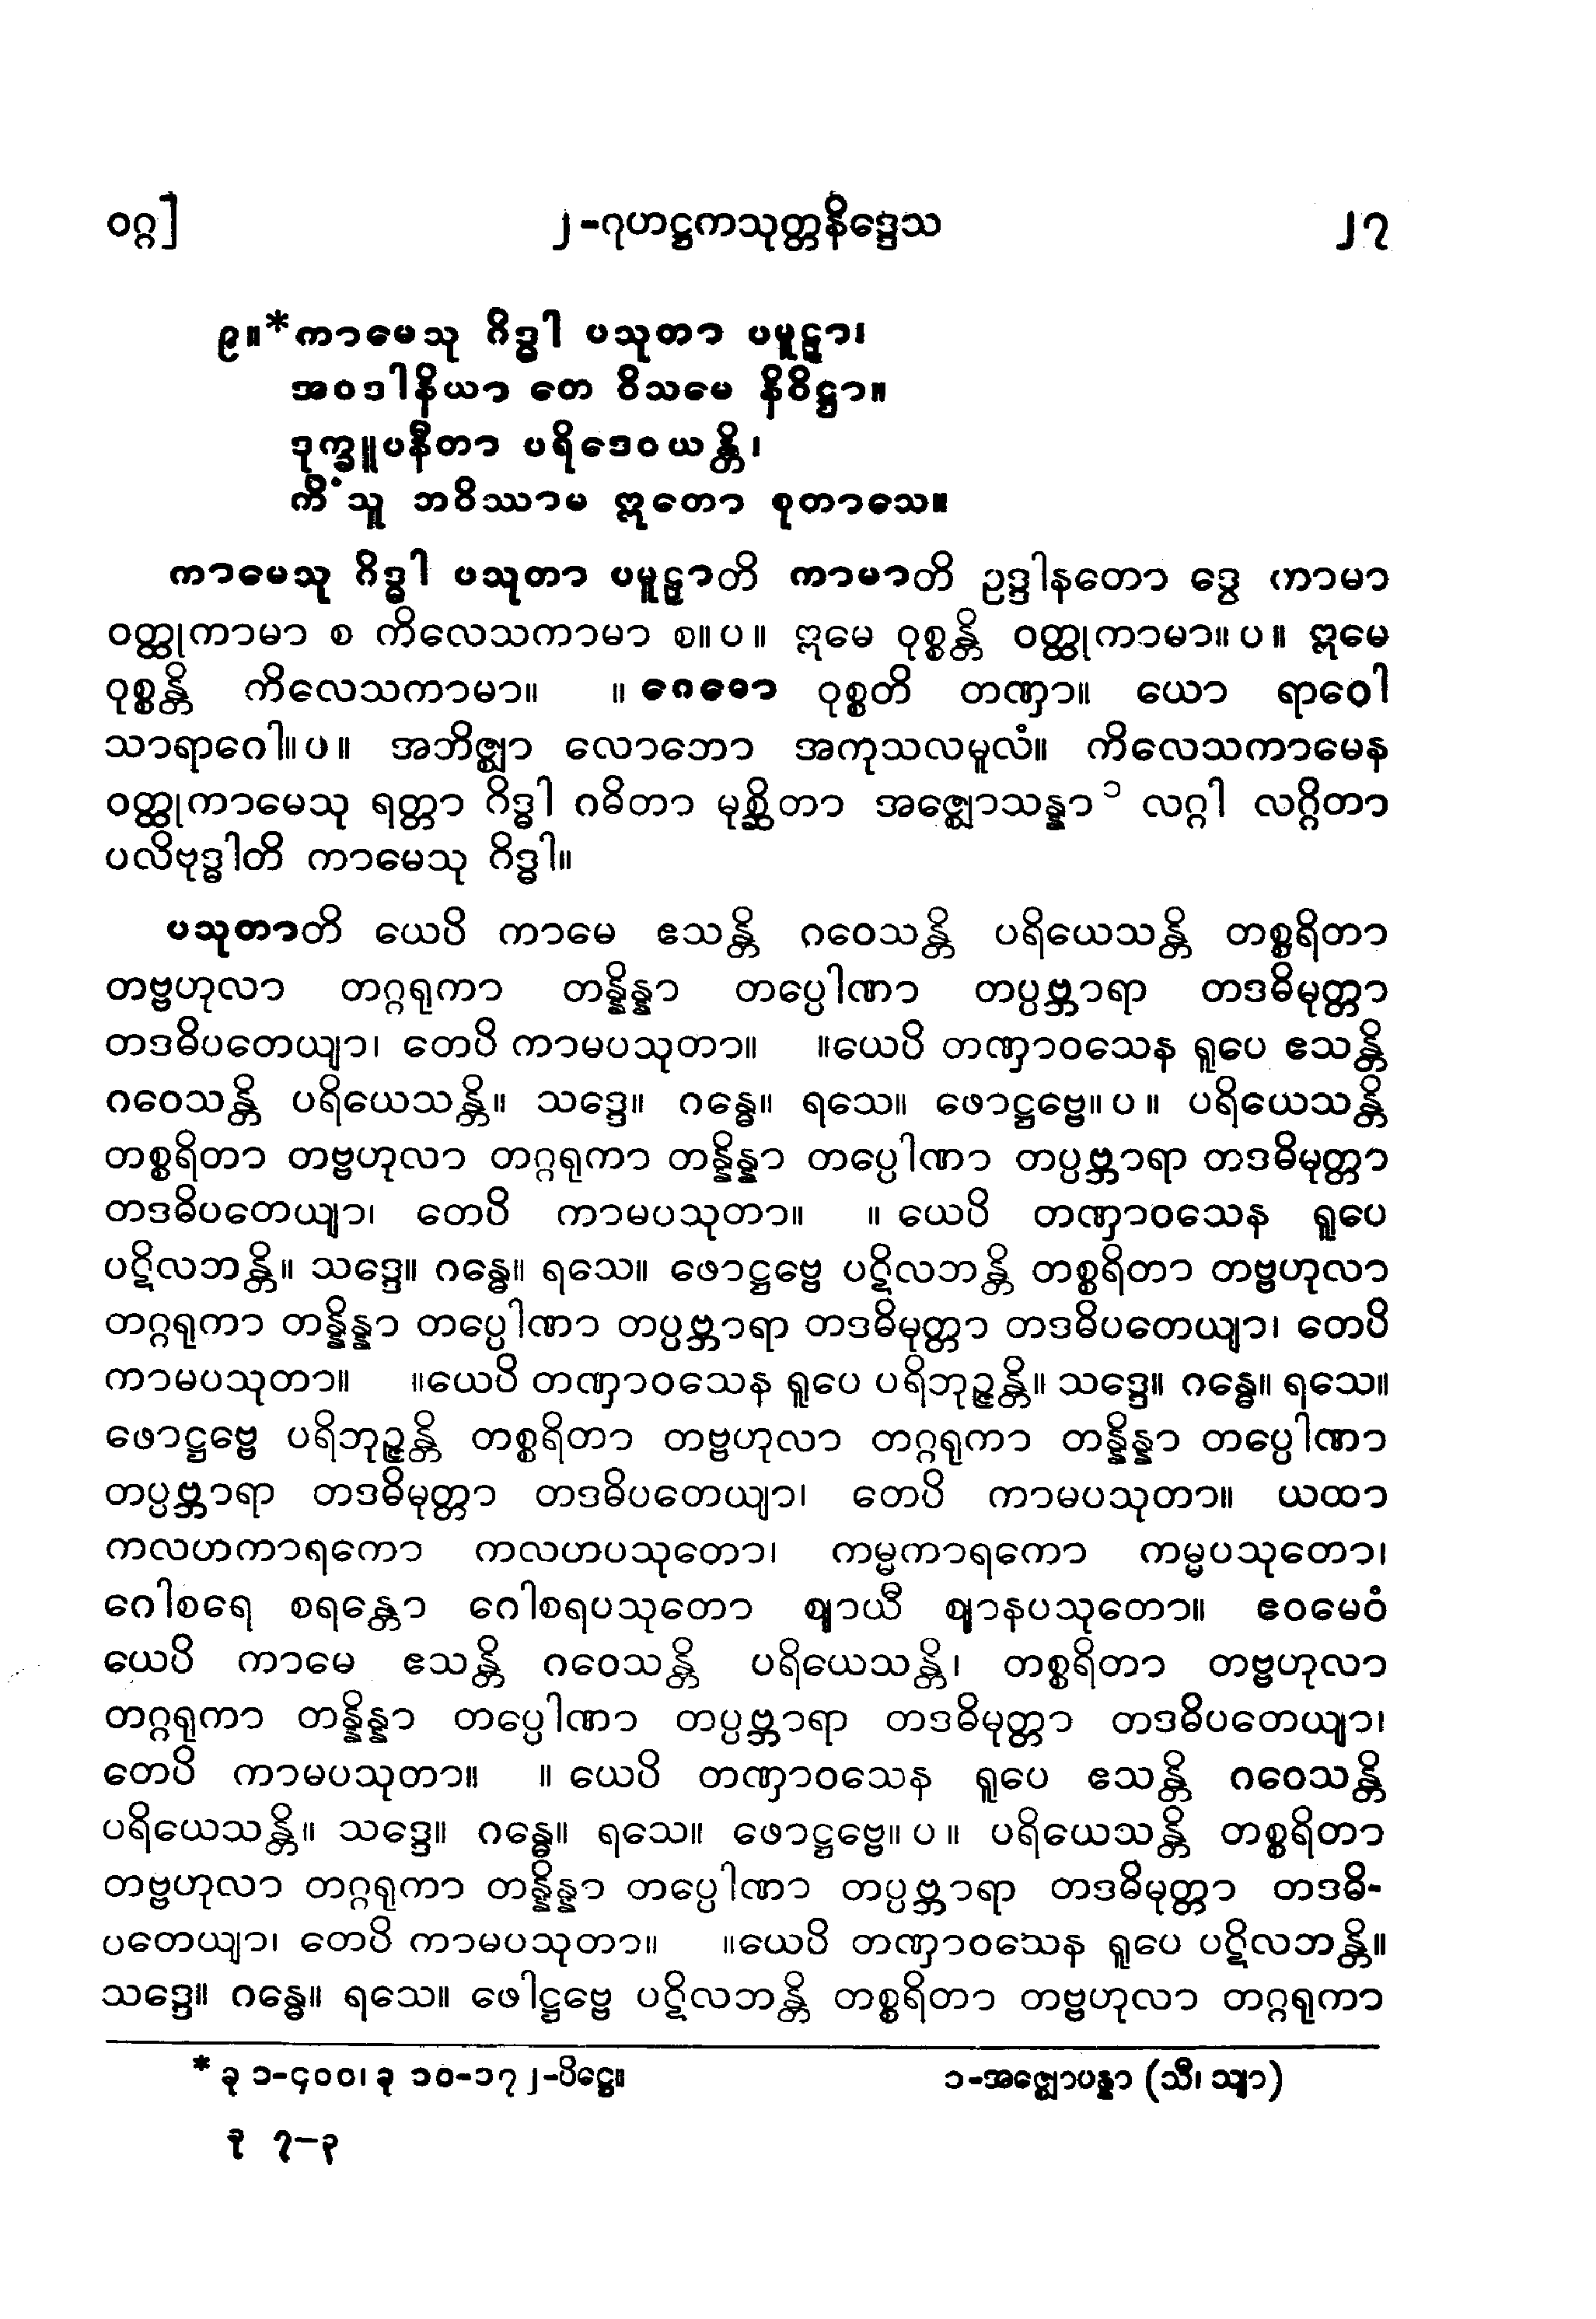 ဝဂ္ဂ] ၂-ဂုဟဋ္ဌကသုတ္တနိဒ္ဒေသ ၂၇
၉။*ကာမေသု ဂိဒ္ဓါ ပသုတာ ပမူဠှာ၊
အဝဒါနိယာ တေ ဝိသမေ နိဝိဋ္ဌာ။
ဒုက္ခူပနီတာ ပရိဒေဝယန္တိ၊
ကိံသူ ဘဝိဿာမ ဣတော စုတာသေ။
ကာမေသု ဂိဒ္ဓါ ပသုတာ ပမူဠှာတိ ကာမာတိ ဥဒ္ဒါနတော ဒွေ ကာမာ
ဝတ္ထုကာမာ စ ကိလေသကာမာ စ။ပ။ ဣမေ ဝုစ္စန္တိ ဝတ္ထုကာမာ။ပ။ ဣမေ
ဝုစ္စန္တိ ကိလေသကာမာ။ ။ဂေဓော ဝုစ္စတိ တဏှာ။ ယော ရာဂေါ
သာရာဂေါ။ပ။ အဘိဇ္ဈာ လောဘော အကုသလမူလံ။ ကိလေသကာမေန
ဝတ္ထုကာမေသု ရတ္တာ ဂိဒ္ဓါ ဂဓိတာ မုစ္ဆိတာ အဇ္ဈောသန္နာ ၁ လဂ္ဂါ လဂ္ဂိတာ
ပလိဗုဒ္ဓါတိ ကာမေသု ဂိဒ္ဓါ။
ပသုတာတိ ယေပိ ကာမေ ဧသန္တိ ဂဝေသန္တိ ပရိယေသန္တိ တစ္စရိတာ
တဗ္ဗဟုလာ တဂ္ဂရုကာ တန္နိန္နာ တပ္ပေါဏာ တပ္ပဗ္ဘာရာ တဒဓိမုတ္တာ
တဒဓိပတေယျာ၊ တေပိ ကာမပသုတာ။ ။ယေပိ တဏှာဝသေန ရူပေ ဧသန္တိ
ဂဝေသန္တိ ပရိယေသန္တိ။ သဒ္ဒေ။ ဂန္ဓေ။ ရသေ။ ဖောဋ္ဌဗ္ဗေ။ပ။ ပရိယေသန္တိ
တစ္စရိတာ တဗ္ဗဟုလာ တဂ္ဂရုကာ တန္နိန္နာ တပ္ပေါဏာ တပ္ပဗ္ဘာရာ တဒဓိမုတ္တာ
တဒဓိပတေယျာ၊ တေပိ ကာမပသုတာ။ ။ယေပိ တဏှာဝသေန ရူပေ
ပဋိလဘန္တိ။ သဒ္ဒေ။ ဂန္ဓေ။ ရသေ။ ဖောဋ္ဌဗ္ဗေ ပဋိလဘန္တိ တစ္စရိတာ တဗ္ဗဟုလာ
တဂ္ဂရုကာ တန္နိန္နာ တပ္ပေါဏာ တပ္ပဗ္ဘာရာ တဒဓိမုတ္တာ တဒဓိပတေယျာ၊ တေပိ
ကာမပသုတာ။ ။ယေပိ တဏှာဝသေန ရူပေ ပရိဘုဉ္ဇန္တိ။ သဒ္ဒေ။ ဂန္ဓေ။ ရသေ။
ဖောဋ္ဌဗ္ဗေ ပရိဘုဉ္ဇန္တိ တစ္စရိတာ တဗ္ဗဟုလာ တဂ္ဂရုကာ တန္နိန္နာ တပ္ပေါဏာ
တပ္ပဗ္ဘာရာ တဒဓိမုတ္တာ တဒဓိပတေယျာ၊ တေပိ ကာမပသုတာ။ ယထာ
ကလဟကာရကော ကလဟပသုတော၊ ကမ္မကာရကော ကမ္မပသုတော၊
ဂေါစရေ စရန္တော ဂေါစရပသုတော ဈာယီ ဈာနပသုတော။ ဧဝမေဝံ
ယေပိ ကာမေ ဧသန္တိ ဂဝေသန္တိ ပရိယေသန္တိ၊ တစ္စရိတာ တဗ္ဗဟုလာ
တဂ္ဂရုကာ တန္နိန္နာ တပ္ပေါဏာ တပ္ပဗ္ဘာရာ တဒဓိမုတ္တာ တဒဓိပတေယျာ၊
တေပိ ကာမပသုတာ။ ။ယေပိ တဏှာဝသေန ရူပေ ဧသန္တိ ဂဝေသန္တိ
ပရိယေသန္တိ။ သဒ္ဒေ။ ဂန္ဓေ။ ရသေ။ ဖောဋ္ဌဗ္ဗေ။ပ။ ပရိယေသန္တိ တစ္စရိတာ
တဗ္ဗဟုလာ တဂ္ဂရုကာ တန္နိန္နာ တပ္ပေါဏာ တပ္ပဗ္ဘာရာ တဒဓိမုတ္တာ တဒဓိ-
ပတေယျာ၊ တေပိ ကာမပသုတာ။ ။ယေပိ တဏှာဝသေန ရူပေ ပဋိလဘန္တိ။
သဒ္ဒေ။ ဂန္ဓေ။ ရသေ။ ဖေါဋ္ဌဗ္ဗေ ပဋိလဘန္တိ တစ္စရိတာ တဗ္ဗဟုလာ တဂ္ဂရုကာ
* ခု ၁-၄၀၀၊ ခု ၁၀-၁၇၂-ပိဋ္ဌေ။ ၁-အဇ္ဈောပန္နာ (သီ၊ သျာ)
ခု ၇-၃